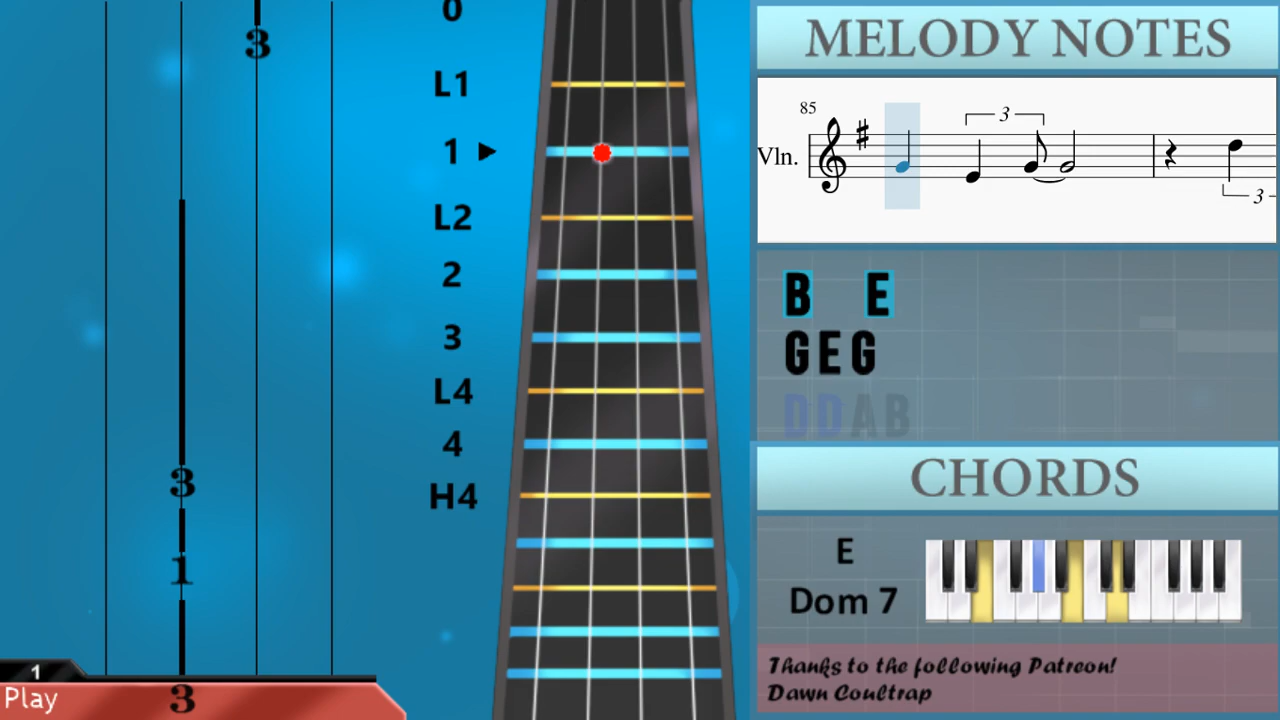 3
3
1
1
Play
3
0
L1
1
L2
2
3
L4
4
H4
MELODY NOTES
85
Vln.
3
3
B E
GEG
DDAB
CHORDS
E
Dom 7
Thanks to the following Patreon!
Dawn Coultrap